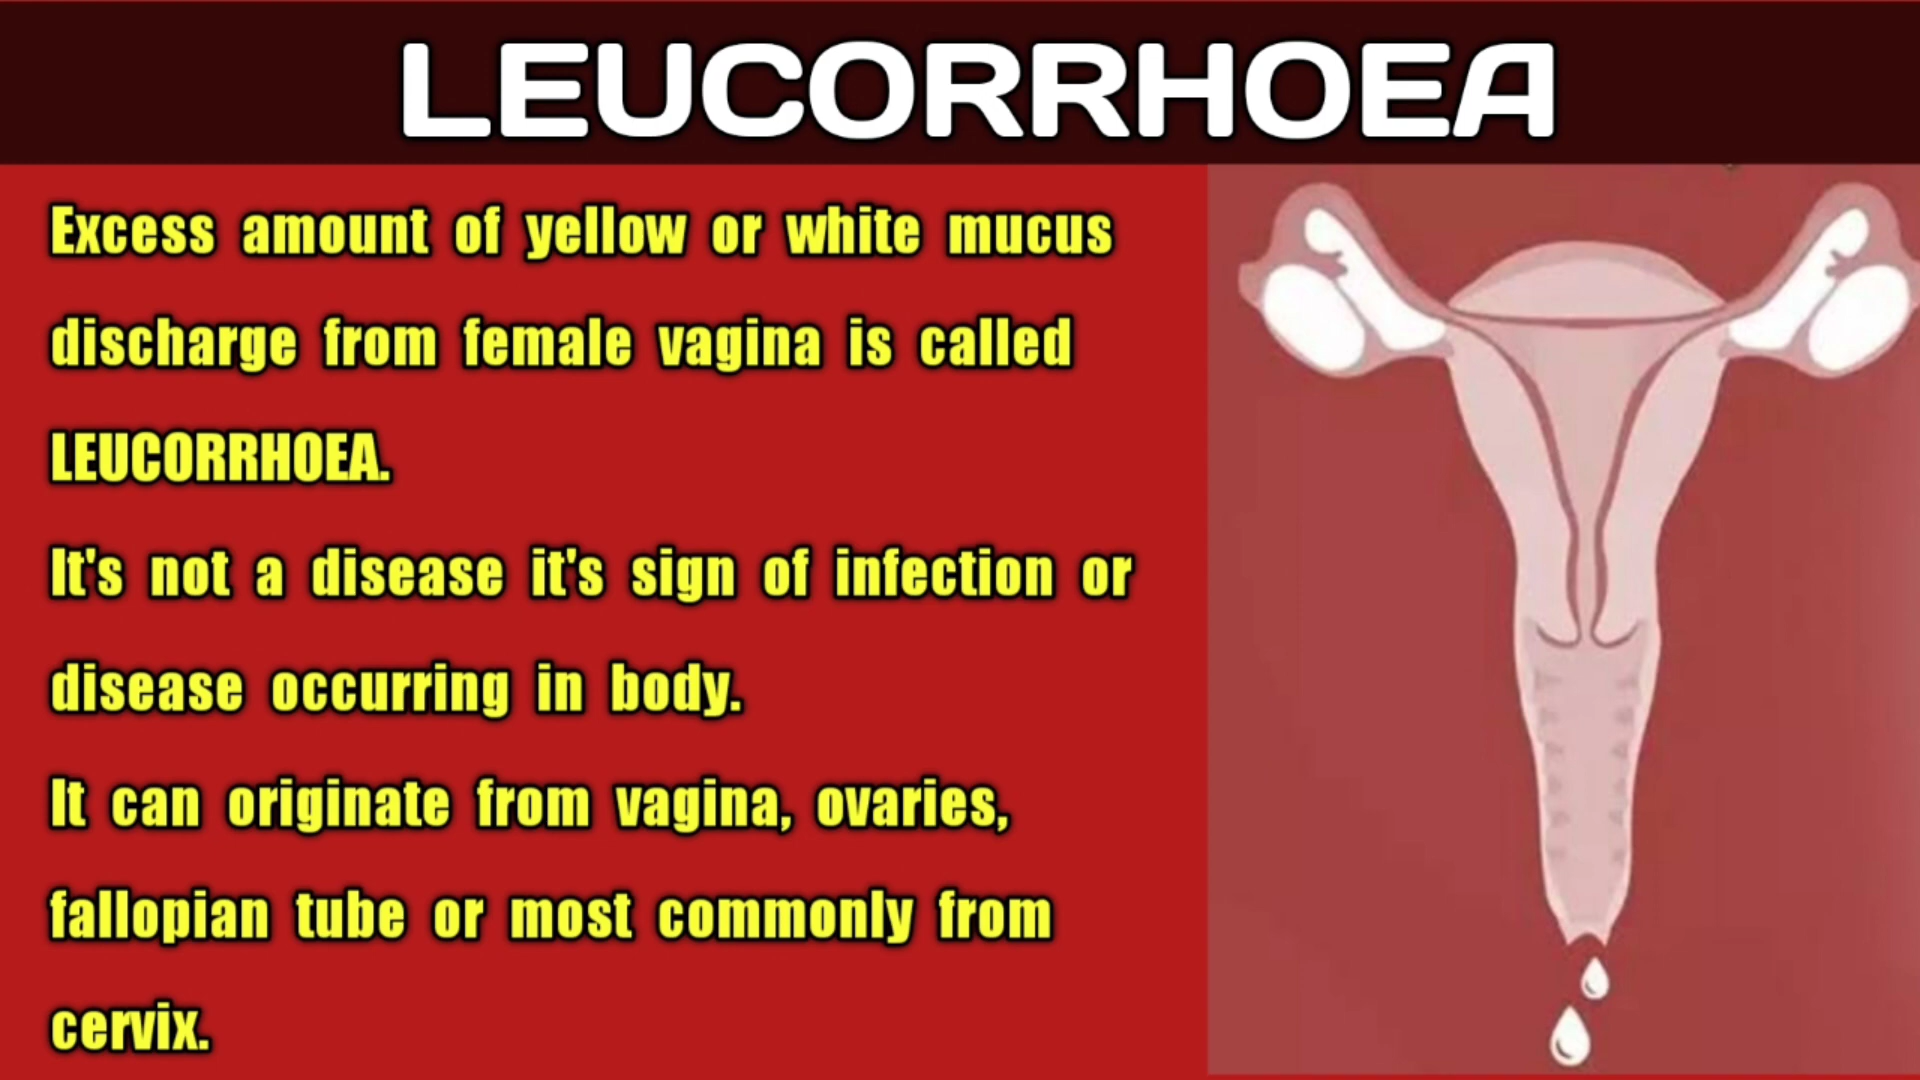 LEUCORRHOEA
Excess amount of yellow or white mucus
discharge from female vagina is called
LEUCORRHOEA.
It's not a disease it's sign of infection or
disease occurring in body.
It can originate from vagina, ovaries,
fallopian tube or most commonly from
cervix.